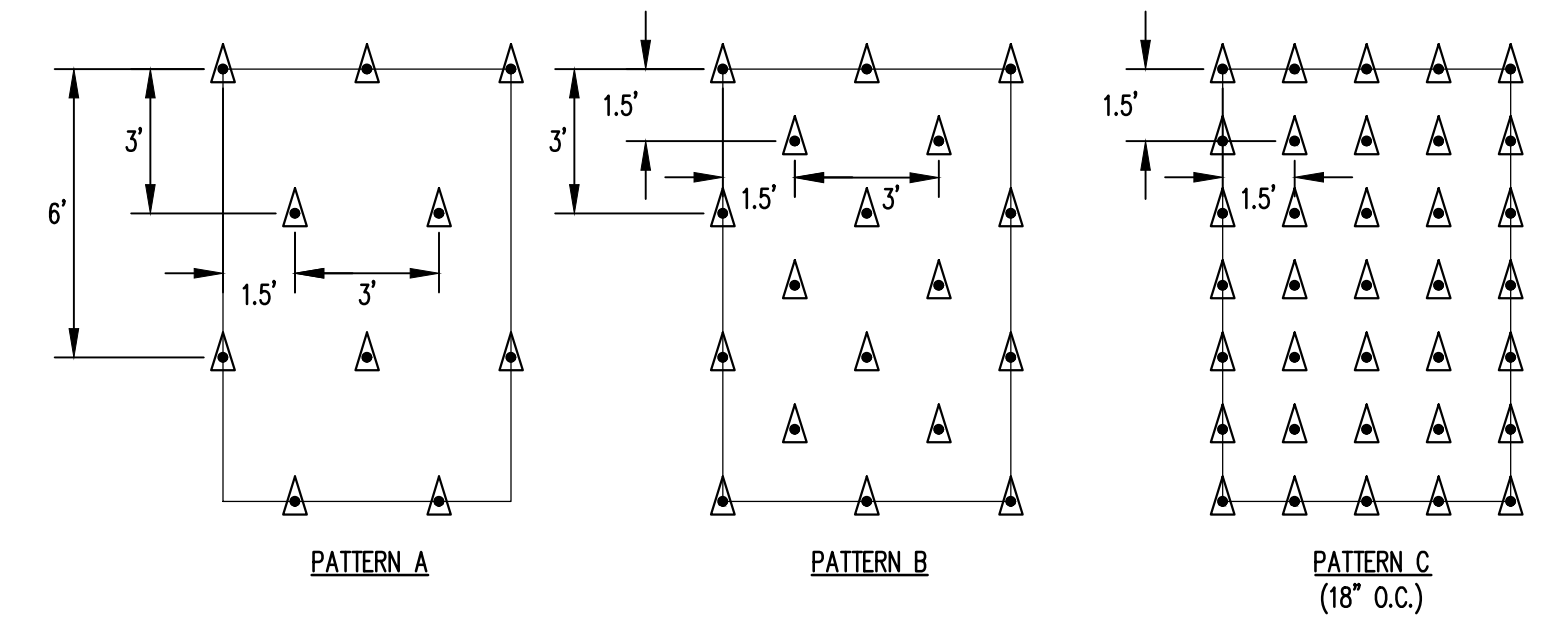 6'
3'
1.5'
3'
PATTERN A
3'
1.5'
1.5'
3'
PATTERN B
1.5'
1.5'
PATTERN C
(18" O.C.)